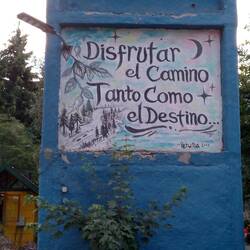 Disfrutar
el Camino
Tanto Como
el Destino...